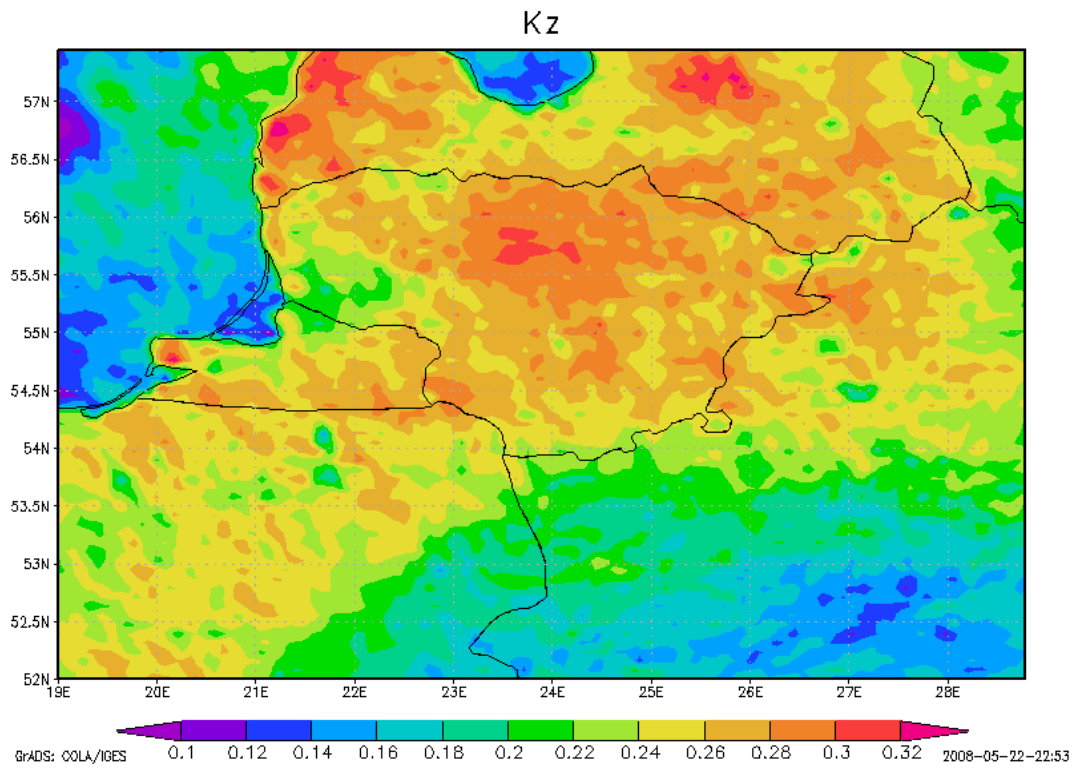 Kz
57N
56.5N
56N
55.5N
55N
54.5N
54N
53.5N
53N
52.5N
52N
19E 20E 21E 22E 23E 24E 25E 26E 27E 28E
0.1 0.12 0.14 0.16 0.18 0.2 0.22 0.24 0.26 0.28 0.3 0.32
GrADS: COLA/IGES 2008-05-22-22:53